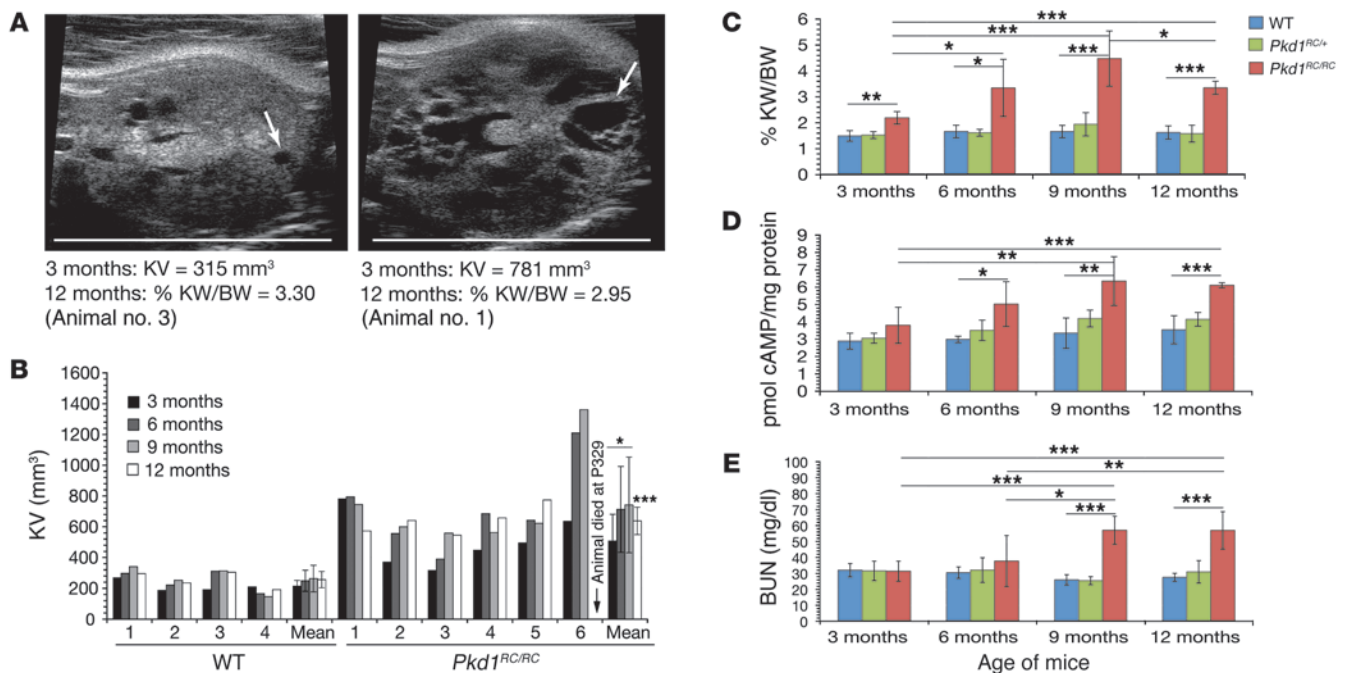 A
3 months: KV = 315 mm³
12 months: % KW/BW = 3.30
(Animal no. 3)
3 months: KV = 781 mm³
12 months: % KW/BW = 2.95
(Animal no. 1)
B
KV (mm³)
1600
1400
1200
1000
800
600
400
200
0
3 months
6 months
9 months
12 months
Animal died at P329
*
***
1 2 3 4 Mean 1 2 3 4 5 6 Mean
WT Pkd1^RC/RC
C
% KW/BW
6
5
4
3
2
1
0
***
***
* *
* ***
** ***
WT
Pkd1^RC/+
Pkd1^RC/RC
3 months 6 months 9 months 12 months
D
pmol cAMP/mg protein
9
8
7
6
5
4
3
2
1
0
***
**
* ** ***
3 months 6 months 9 months 12 months
E
BUN (mg/dl)
100
90
80
70
60
50
40
30
20
10
0
***
**
***
*
*** ***
3 months 6 months 9 months 12 months
Age of mice